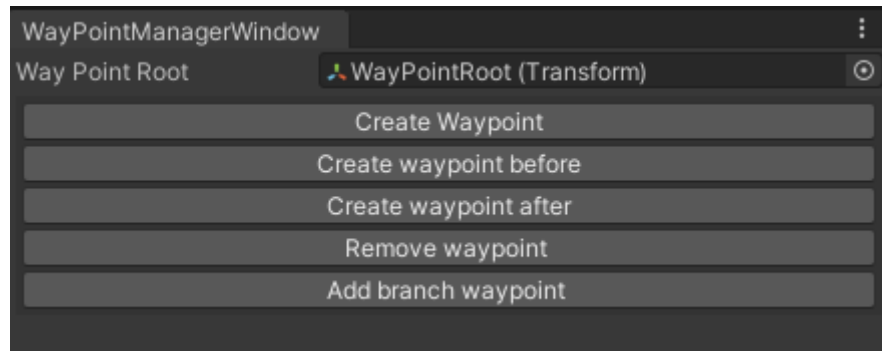 WayPointManagerWindow
Way Point Root WayPointRoot (Transform)
Create Waypoint
Create waypoint before
Create waypoint after
Remove waypoint
Add branch waypoint